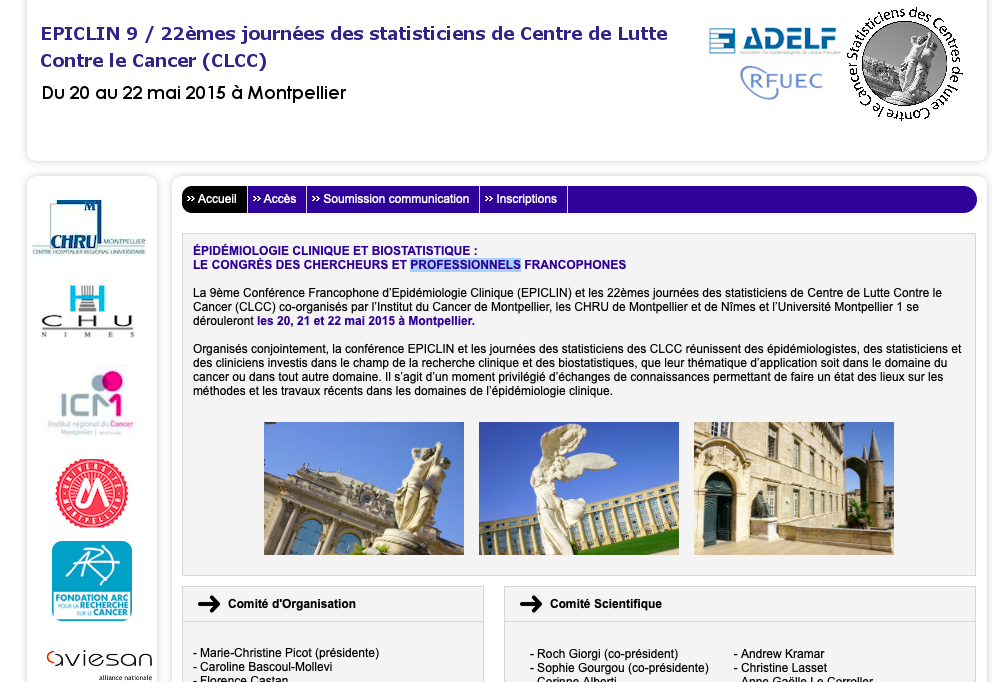 EPICLIN 9 / 22èmes journées des statisticiens de Centre de Lutte
Contre le Cancer (CLCC)
Du 20 au 22 mai 2015 à Montpellier
ADELF
Association Des Epidémiologistes de Langue Française
RFUEC
Statisticiens des Centres de lutte Contre le Cancer
CHRU MONTPELLIER
CENTRE HOSPITALIER REGIONAL UNIVERSITAIRE
CHU
NIMES
ICM
Institut régional du Cancer
Montpellier |
UNIVERSITÉ
MONTPELLIER
FONDATION ARC
POUR LA RECHERCHE
SUR LE CANCER
aviesan
alliance nationale
›› Accueil
›› Accès
›› Soumission communication
›› Inscriptions
ÉPIDÉMIOLOGIE CLINIQUE ET BIOSTATISTIQUE :
LE CONGRÈS DES CHERCHEURS ET PROFESSIONNELS FRANCOPHONES
La 9ème Conférence Francophone d'Epidémiologie Clinique (EPICLIN) et les 22èmes journées des statisticiens de Centre de Lutte Contre le
Cancer (CLCC) co-organisés par l'Institut du Cancer de Montpellier, les CHRU de Montpellier et de Nîmes et l'Université Montpellier 1 se
dérouleront les 20, 21 et 22 mai 2015 à Montpellier.
Organisés conjointement, la conférence EPICLIN et les journées des statisticiens des CLCC réunissent des épidémiologistes, des statisticiens et
des cliniciens investis dans le champ de la recherche clinique et des biostatistiques, que leur thématique d'application soit dans le domaine du
cancer ou dans tout autre domaine. Il s'agit d'un moment privilégié d'échanges de connaissances permettant de faire un état des lieux sur les
méthodes et les travaux récents dans les domaines de l'épidémiologie clinique.
Comité d'Organisation
- Marie-Christine Picot (présidente)
- Caroline Bascoul-Mollevi
- Florence Castan
Comité Scientifique
- Roch Giorgi (co-président)
- Sophie Gourgou (co-présidente)
- Corinne Alberti
- Andrew Kramar
- Christine Lasset
- Anne Gaëlle Le Corroller